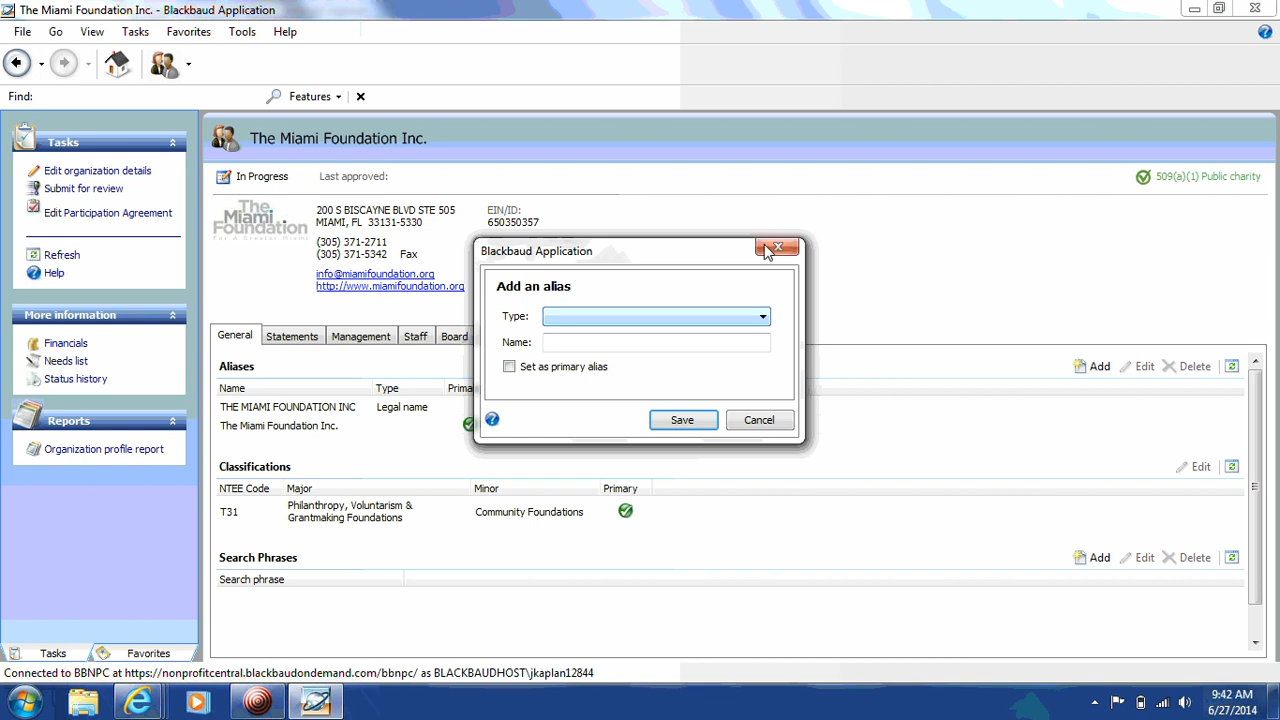 The Miami Foundation Inc. - Blackbaud Application
File Go View Tasks Favorites Tools Help
Find: Features
Tasks
Edit organization details
Submit for review
Edit Participation Agreement
Refresh
Help
More information
Financials
Needs list
Status history
Reports
Organization profile report
Tasks Favorites
The Miami Foundation Inc.
In Progress Last approved: 509(a)(1) Public charity
The Miami Foundation
For A Greater Miami
200 S BISCAYNE BLVD STE 505
MIAMI, FL 33131-5330
(305) 371-2711
(305) 371-5342 Fax
info@miamifoundation.org
http://www.miamifoundation.org
EIN/ID:
650350357
General Statements Management Staff Board
Aliases Add Edit Delete
Name Type Prima
THE MIAMI FOUNDATION INC Legal name
The Miami Foundation Inc.
Classifications Edit
NTEE Code Major Minor Primary
T31 Philanthropy, Voluntarism & Grantmaking Foundations Community Foundations
Search Phrases Add Edit Delete
Search phrase
Blackbaud Application
Add an alias
Type:
Name:
Set as primary alias
Save Cancel
Connected to BBNPC at https://nonprofitcentral.blackbaudondemand.com/bbnpc/ as BLACKBAUDHOST\jkaplan12844
9:42 AM
6/27/2014